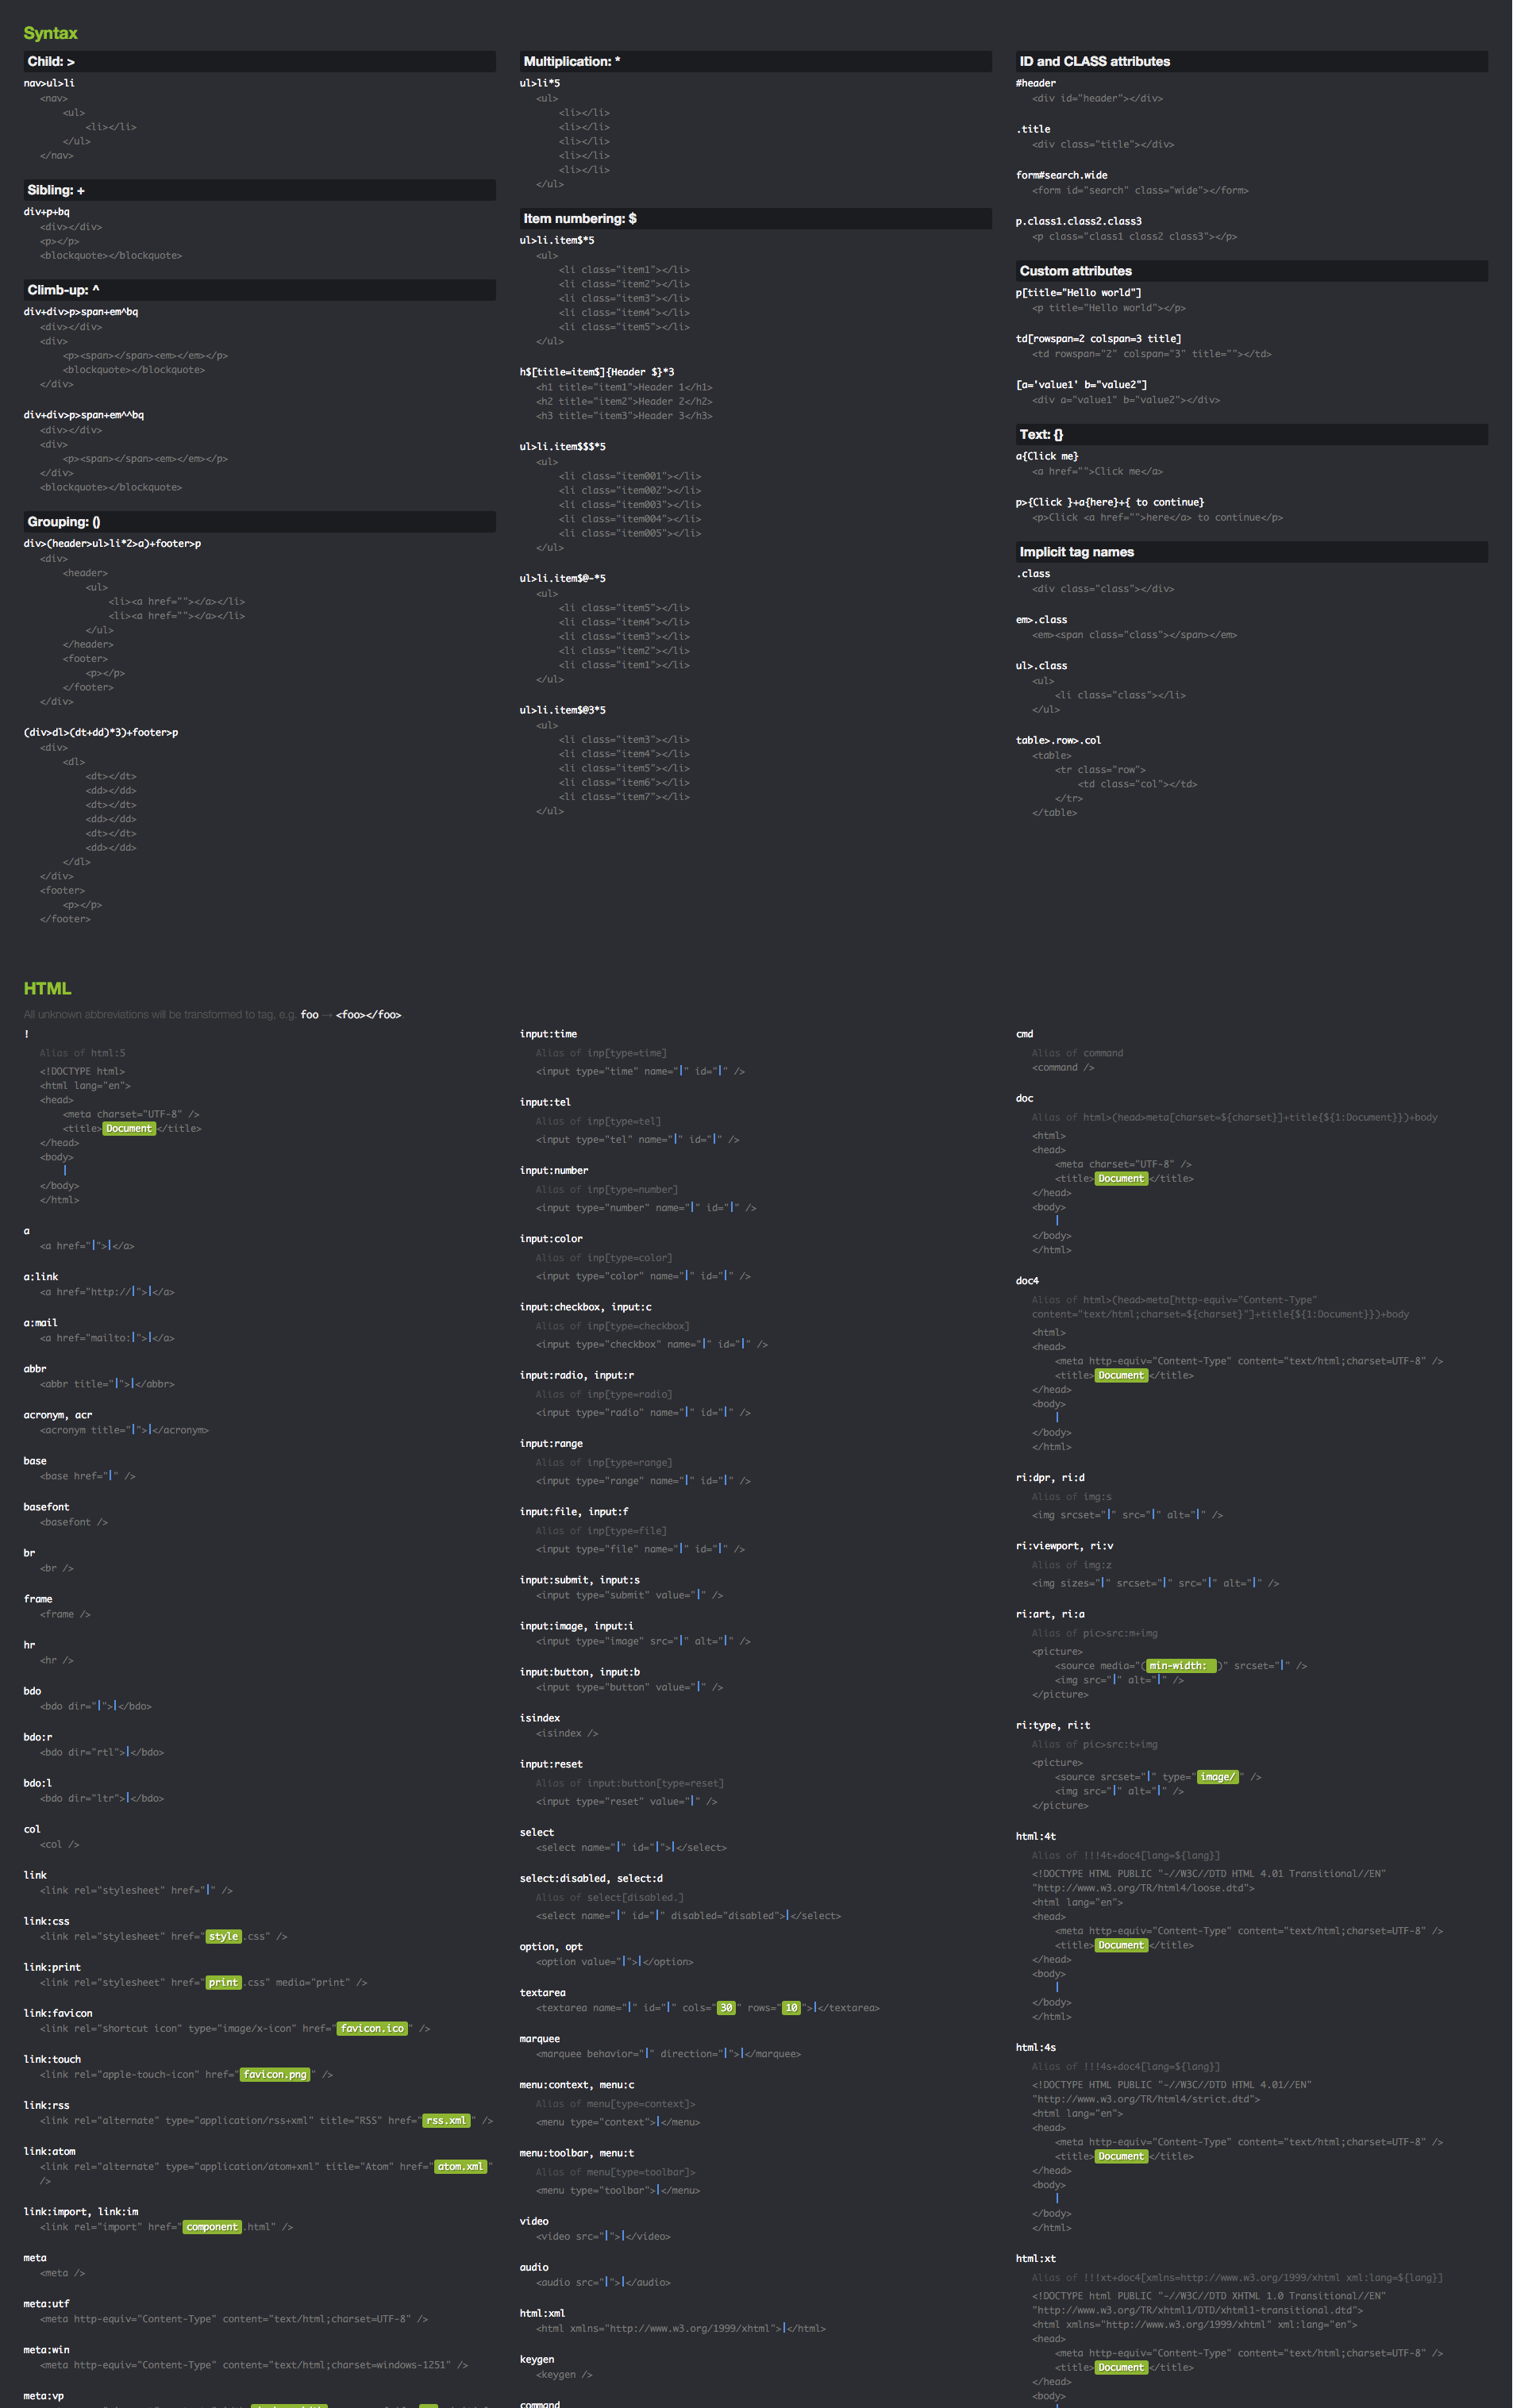 Syntax
Child: >
nav>ul>li
<nav>
<ul>
<li></li>
</ul>
</nav>
Sibling: +
div+p+bq
<div></div>
<p></p>
<blockquote></blockquote>
Climb-up: ^
div+div>p>span+em^bq
<div></div>
<div>
<p><span></span><em></em></p>
<blockquote></blockquote>
</div>
div+div>p>span+em^^bq
<div></div>
<div>
<p><span></span><em></em></p>
</div>
<blockquote></blockquote>
Grouping: ()
div>(header>ul>li*2>a)+footer>p
<div>
<header>
<ul>
<li><a href=""></a></li>
<li><a href=""></a></li>
</ul>
</header>
<footer>
<p></p>
</footer>
</div>
(div>dl>(dt+dd)*3)+footer>p
<div>
<dl>
<dt></dt>
<dd></dd>
<dt></dt>
<dd></dd>
<dt></dt>
<dd></dd>
</dl>
</div>
<footer>
<p></p>
</footer>
Multiplication: *
ul>li*5
<ul>
<li></li>
<li></li>
<li></li>
<li></li>
<li></li>
</ul>
Item numbering: $
ul>li.item$*5
<ul>
<li class="item1"></li>
<li class="item2"></li>
<li class="item3"></li>
<li class="item4"></li>
<li class="item5"></li>
</ul>
h$[title=item$]{Header $}*3
<h1 title="item1">Header 1</h1>
<h2 title="item2">Header 2</h2>
<h3 title="item3">Header 3</h3>
ul>li.item$$$*5
<ul>
<li class="item001"></li>
<li class="item002"></li>
<li class="item003"></li>
<li class="item004"></li>
<li class="item005"></li>
</ul>
ul>li.item$@-*5
<ul>
<li class="item5"></li>
<li class="item4"></li>
<li class="item3"></li>
<li class="item2"></li>
<li class="item1"></li>
</ul>
ul>li.item$@3*5
<ul>
<li class="item3"></li>
<li class="item4"></li>
<li class="item5"></li>
<li class="item6"></li>
<li class="item7"></li>
</ul>
ID and CLASS attributes
#header
<div id="header"></div>
.title
<div class="title"></div>
form#search.wide
<form id="search" class="wide"></form>
p.class1.class2.class3
<p class="class1 class2 class3"></p>
Custom attributes
p[title="Hello world"]
<p title="Hello world"></p>
td[rowspan=2 colspan=3 title]
<td rowspan="2" colspan="3" title=""></td>
[a='value1' b="value2"]
<div a="value1" b="value2"></div>
Text: {}
a{Click me}
<a href="">Click me</a>
p>{Click }+a{here}+{ to continue}
<p>Click <a href="">here</a> to continue</p>
Implicit tag names
.class
<div class="class"></div>
em>.class
<em><span class="class"></span></em>
ul>.class
<ul>
<li class="class"></li>
</ul>
table>.row>.col
<table>
<tr class="row">
<td class="col"></td>
</tr>
</table>
HTML
All unknown abbreviations will be transformed to tag, e.g. foo → <foo></foo>
!
Alias of html:5
<!DOCTYPE html>
<html lang="en">
<head>
<meta charset="UTF-8" />
<title>Document</title>
</head>
<body>
|
</body>
</html>
a
<a href="|">|</a>
a:link
<a href="http://|">|</a>
a:mail
<a href="mailto:|">|</a>
abbr
<abbr title="|">|</abbr>
acronym, acr
<acronym title="|">|</acronym>
base
<base href="|" />
basefont
<basefont />
br
<br />
frame
<frame />
hr
<hr />
bdo
<bdo dir="|">|</bdo>
bdo:r
<bdo dir="rtl">|</bdo>
bdo:l
<bdo dir="ltr">|</bdo>
col
<col />
link
<link rel="stylesheet" href="|" />
link:css
<link rel="stylesheet" href="style.css" />
link:print
<link rel="stylesheet" href="print.css" media="print" />
link:favicon
<link rel="shortcut icon" type="image/x-icon" href="favicon.ico" />
link:touch
<link rel="apple-touch-icon" href="favicon.png" />
link:rss
<link rel="alternate" type="application/rss+xml" title="RSS" href="rss.xml" />
link:atom
<link rel="alternate" type="application/atom+xml" title="Atom" href="atom.xml"
/>
link:import, link:im
<link rel="import" href="component.html" />
meta
<meta />
meta:utf
<meta http-equiv="Content-Type" content="text/html;charset=UTF-8" />
meta:win
<meta http-equiv="Content-Type" content="text/html;charset=windows-1251" />
meta:vp
input:time
Alias of inp[type=time]
<input type="time" name="|" id="|" />
input:tel
Alias of inp[type=tel]
<input type="tel" name="|" id="|" />
input:number
Alias of inp[type=number]
<input type="number" name="|" id="|" />
input:color
Alias of inp[type=color]
<input type="color" name="|" id="|" />
input:checkbox, input:c
Alias of inp[type=checkbox]
<input type="checkbox" name="|" id="|" />
input:radio, input:r
Alias of inp[type=radio]
<input type="radio" name="|" id="|" />
input:range
Alias of inp[type=range]
<input type="range" name="|" id="|" />
input:file, input:f
Alias of inp[type=file]
<input type="file" name="|" id="|" />
input:submit, input:s
<input type="submit" value="|" />
input:image, input:i
<input type="image" src="|" alt="|" />
input:button, input:b
<input type="button" value="|" />
isindex
<isindex />
input:reset
Alias of input:button[type=reset]
<input type="reset" value="|" />
select
<select name="|" id="|">|</select>
select:disabled, select:d
Alias of select[disabled.]
<select name="|" id="|" disabled="disabled">|</select>
option, opt
<option value="|">|</option>
textarea
<textarea name="|" id="|" cols="30" rows="10">|</textarea>
marquee
<marquee behavior="|" direction="|">|</marquee>
menu:context, menu:c
Alias of menu[type=context]>
<menu type="context">|</menu>
menu:toolbar, menu:t
Alias of menu[type=toolbar]>
<menu type="toolbar">|</menu>
video
<video src="|">|</video>
audio
<audio src="|">|</audio>
html:xml
<html xmlns="http://www.w3.org/1999/xhtml">|</html>
keygen
<keygen />
command
cmd
Alias of command
<command />
doc
Alias of html>(head>meta[charset=${charset}]+title{${1:Document}})+body
<html>
<head>
<meta charset="UTF-8" />
<title>Document</title>
</head>
<body>
|
</body>
</html>
doc4
Alias of html>(head>meta[http-equiv="Content-Type"
content="text/html;charset=${charset}"]+title{${1:Document}})+body
<html>
<head>
<meta http-equiv="Content-Type" content="text/html;charset=UTF-8" />
<title>Document</title>
</head>
<body>
|
</body>
</html>
ri:dpr, ri:d
Alias of img:s
<img srcset="|" src="|" alt="|" />
ri:viewport, ri:v
Alias of img:z
<img sizes="|" srcset="|" src="|" alt="|" />
ri:art, ri:a
Alias of pic>src:m+img
<picture>
<source media="(min-width: )" srcset="|" />
<img src="|" alt="|" />
</picture>
ri:type, ri:t
Alias of pic>src:t+img
<picture>
<source srcset="|" type="image/" />
<img src="|" alt="|" />
</picture>
html:4t
Alias of !!!4t+doc4[lang=${lang}]
<!DOCTYPE HTML PUBLIC "-//W3C//DTD HTML 4.01 Transitional//EN"
"http://www.w3.org/TR/html4/loose.dtd">
<html lang="en">
<head>
<meta http-equiv="Content-Type" content="text/html;charset=UTF-8" />
<title>Document</title>
</head>
<body>
|
</body>
</html>
html:4s
Alias of !!!4s+doc4[lang=${lang}]
<!DOCTYPE HTML PUBLIC "-//W3C//DTD HTML 4.01//EN"
"http://www.w3.org/TR/html4/strict.dtd">
<html lang="en">
<head>
<meta http-equiv="Content-Type" content="text/html;charset=UTF-8" />
<title>Document</title>
</head>
<body>
|
</body>
</html>
html:xt
Alias of !!!xt+doc4[xmlns=http://www.w3.org/1999/xhtml xml:lang=${lang}]
<!DOCTYPE html PUBLIC "-//W3C//DTD XHTML 1.0 Transitional//EN"
"http://www.w3.org/TR/xhtml1/DTD/xhtml1-transitional.dtd">
<html xmlns="http://www.w3.org/1999/xhtml" xml:lang="en">
<head>
<meta http-equiv="Content-Type" content="text/html;charset=UTF-8" />
<title>Document</title>
</head>
<body>